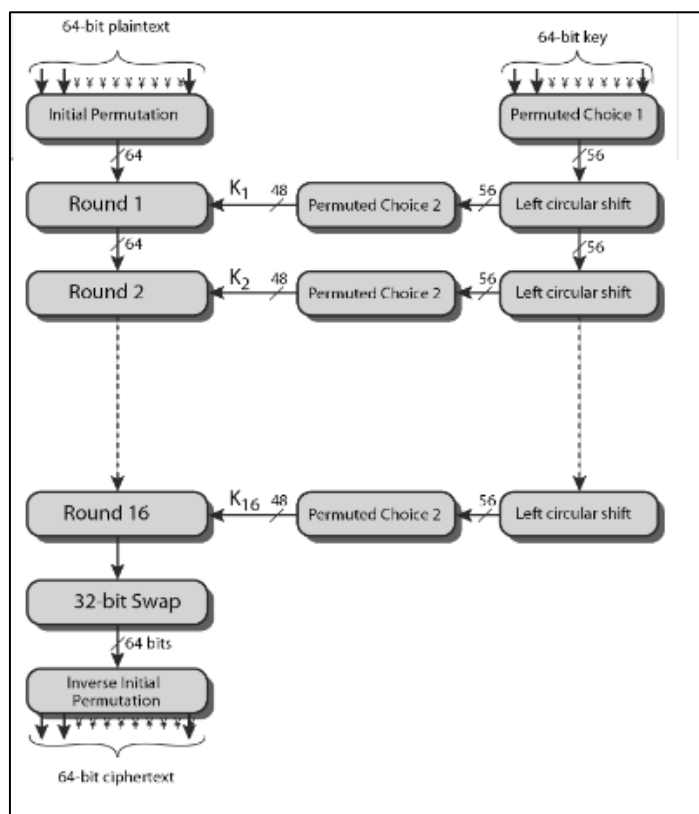 64-bit plaintext
64-bit key
Initial Permutation
Permuted Choice 1
64
56
Round 1
K1
48
Permuted Choice 2
56
Left circular shift
64
56
Round 2
K2
48
Permuted Choice 2
56
Left circular shift
Round 16
K16
48
Permuted Choice 2
56
Left circular shift
32-bit Swap
64 bits
Inverse Initial
Permutation
64-bit ciphertext